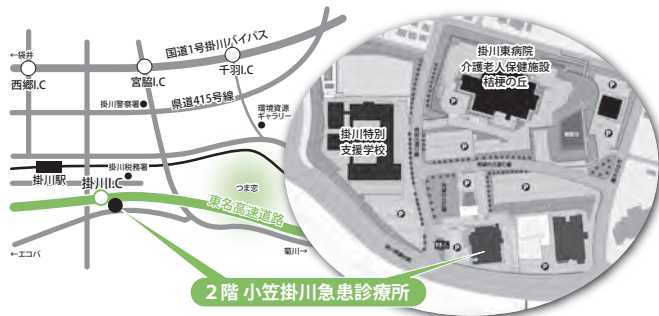 国道1号掛川バイパス
←袋井
西郷I.C
宮脇I.C
千羽I.C
掛川警察署
県道415号線
環境資源
ギャラリー
掛川駅
掛川税務署
掛川I.C
つま恋
東名高速道路
←エコパ
菊川→
掛川東病院
介護老人保健施設
桔梗の丘
掛川特別
支援学校
P
P
P
P
P
P
P
P
P
2階 小笠掛川急患診療所